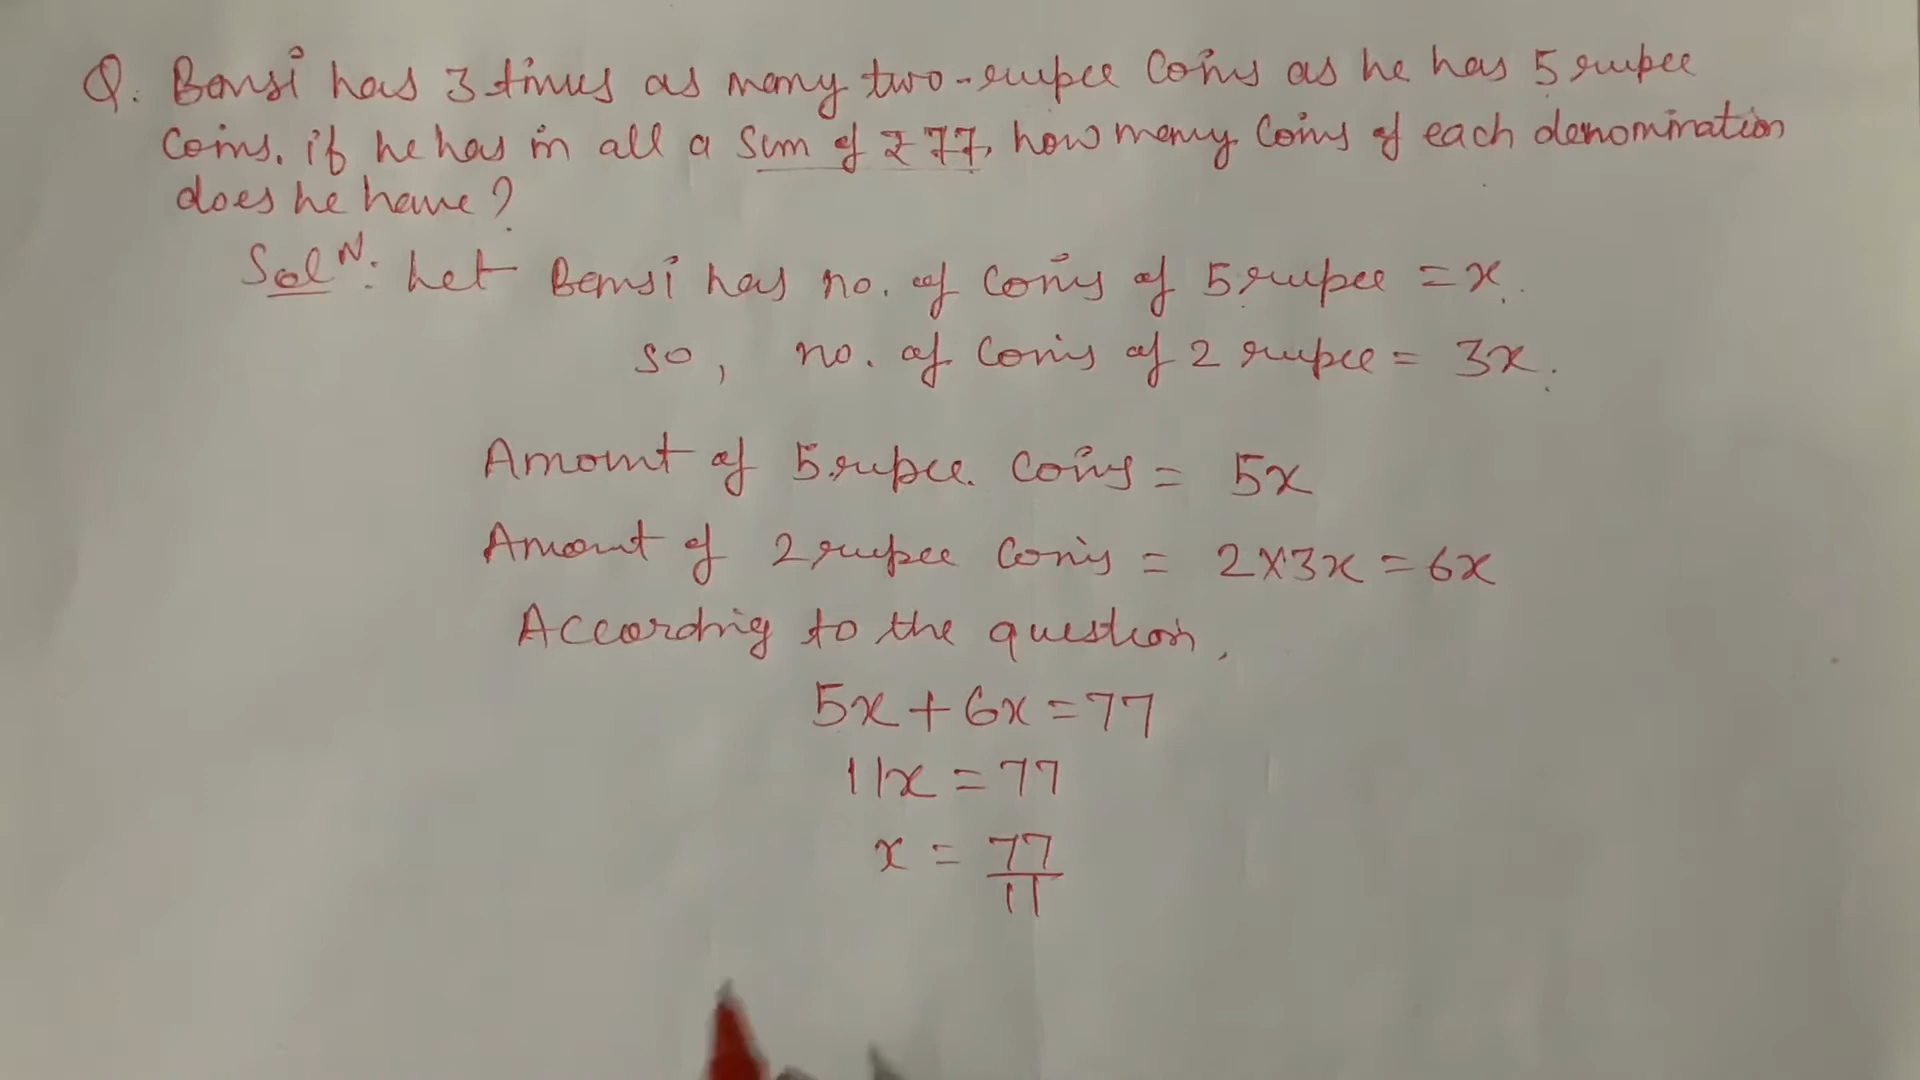 Q. Bansi has 3 times as many two-rupee coins as he has 5 rupee
coins. if he has in all a sum of ₹77, how many coins of each denomination
does he have?
Solᴺ: Let Bansi has no. of coins of 5 rupee = x.
so, no. of coins of 2 rupee = 3x.
Amount of 5 rupee coins = 5x
Amount of 2 rupee coins = 2×3x = 6x
According to the question,
5x + 6x = 77
11x = 77
x = 77/11